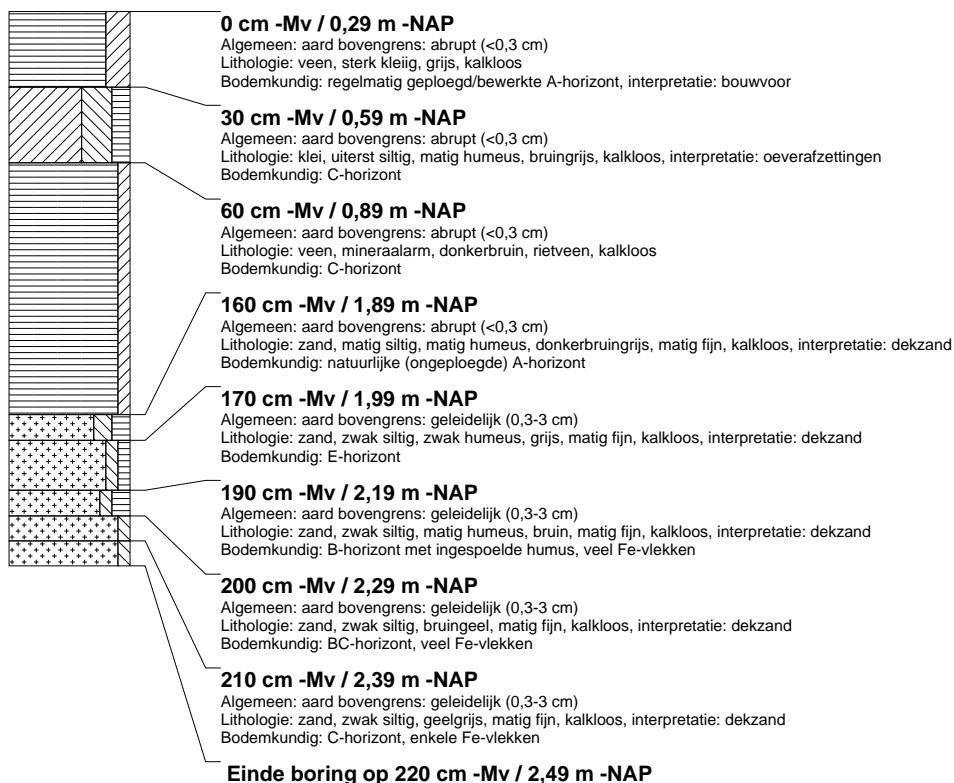 0 cm -Mv / 0,29 m -NAP
Algemeen: aard bovengrens: abrupt (<0,3 cm)
Lithologie: veen, sterk kleiig, grijs, kalkloos
Bodemkundig: regelmatig geploegd/bewerkte A-horizont, interpretatie: bouwvoor
30 cm -Mv / 0,59 m -NAP
Algemeen: aard bovengrens: abrupt (<0,3 cm)
Lithologie: klei, uiterst siltig, matig humeus, bruingrijs, kalkloos, interpretatie: oeverafzettingen
Bodemkundig: C-horizont
60 cm -Mv / 0,89 m -NAP
Algemeen: aard bovengrens: abrupt (<0,3 cm)
Lithologie: veen, mineraalarm, donkerbruin, rietveen, kalkloos
Bodemkundig: C-horizont
160 cm -Mv / 1,89 m -NAP
Algemeen: aard bovengrens: abrupt (<0,3 cm)
Lithologie: zand, matig siltig, matig humeus, donkerbruingrijs, matig fijn, kalkloos, interpretatie: dekzand
Bodemkundig: natuurlijke (ongeploegde) A-horizont
170 cm -Mv / 1,99 m -NAP
Algemeen: aard bovengrens: geleidelijk (0,3-3 cm)
Lithologie: zand, zwak siltig, zwak humeus, grijs, matig fijn, kalkloos, interpretatie: dekzand
Bodemkundig: E-horizont
190 cm -Mv / 2,19 m -NAP
Algemeen: aard bovengrens: geleidelijk (0,3-3 cm)
Lithologie: zand, zwak siltig, matig humeus, bruin, matig fijn, kalkloos, interpretatie: dekzand
Bodemkundig: B-horizont met ingespoelde humus, veel Fe-vlekken
200 cm -Mv / 2,29 m -NAP
Algemeen: aard bovengrens: geleidelijk (0,3-3 cm)
Lithologie: zand, zwak siltig, bruingeel, matig fijn, kalkloos, interpretatie: dekzand
Bodemkundig: BC-horizont, veel Fe-vlekken
210 cm -Mv / 2,39 m -NAP
Algemeen: aard bovengrens: geleidelijk (0,3-3 cm)
Lithologie: zand, zwak siltig, geelgrijs, matig fijn, kalkloos, interpretatie: dekzand
Bodemkundig: C-horizont, enkele Fe-vlekken
Einde boring op 220 cm -Mv / 2,49 m -NAP